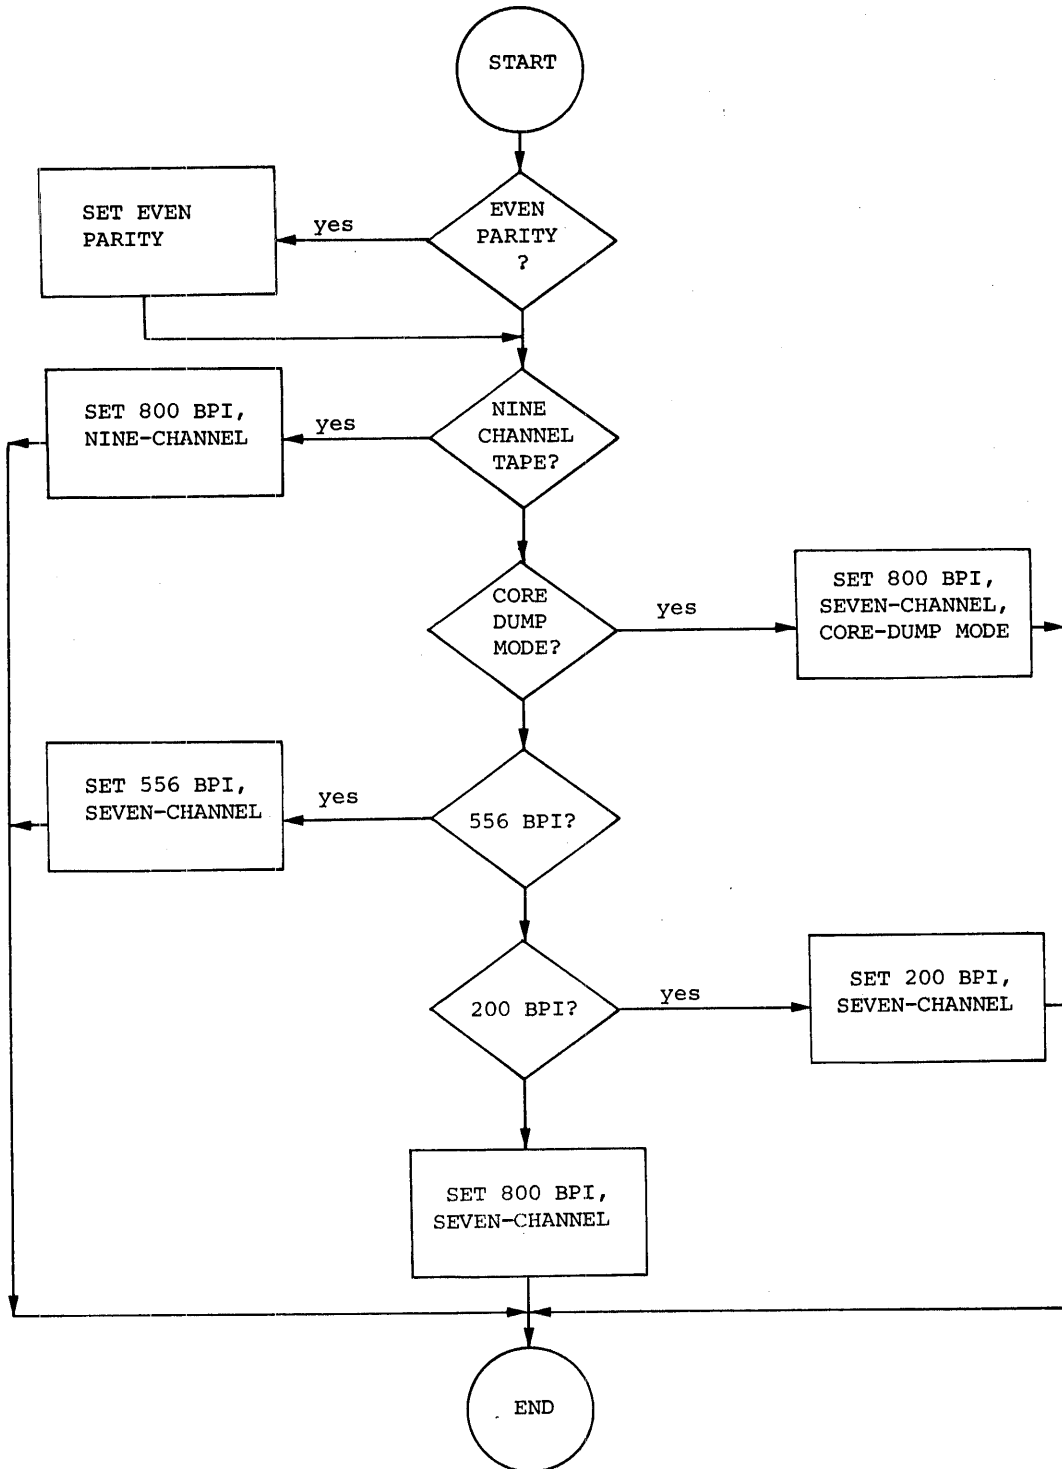 START
EVEN
PARITY
?
yes
SET EVEN
PARITY
NINE
CHANNEL
TAPE?
yes
SET 800 BPI,
NINE-CHANNEL
CORE
DUMP
MODE?
yes
SET 800 BPI,
SEVEN-CHANNEL,
CORE-DUMP MODE
556 BPI?
yes
SET 556 BPI,
SEVEN-CHANNEL
200 BPI?
yes
SET 200 BPI,
SEVEN-CHANNEL
SET 800 BPI,
SEVEN-CHANNEL
END